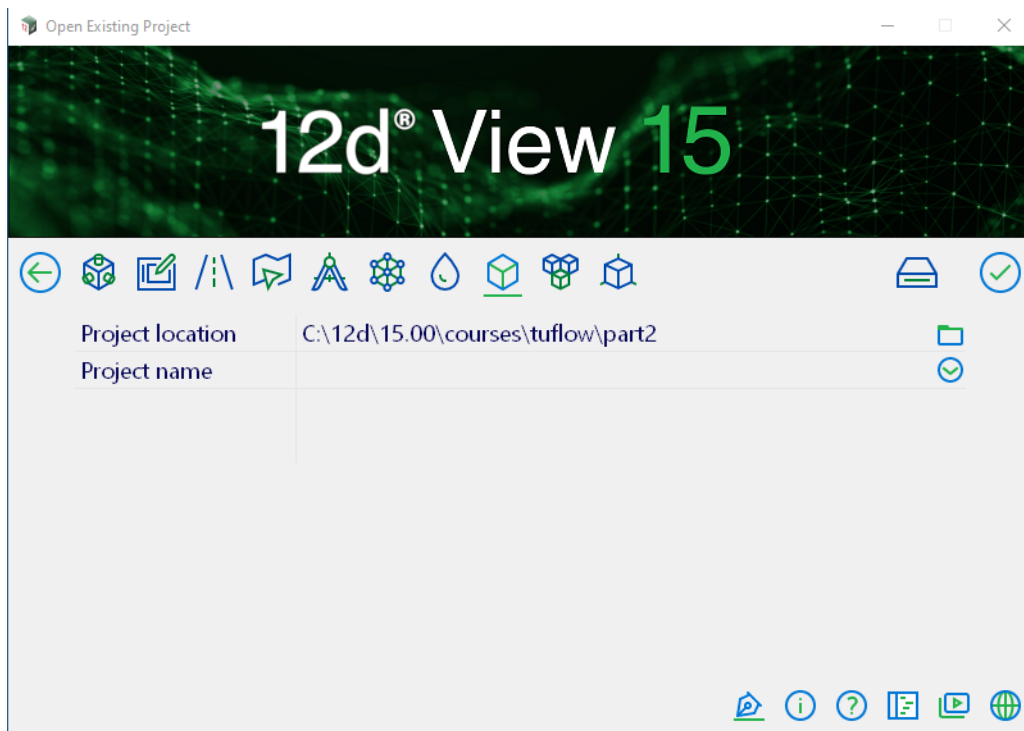 Open Existing Project
12d® View 15
Project location C:\12d\15.00\courses\tuflow\part2
Project name